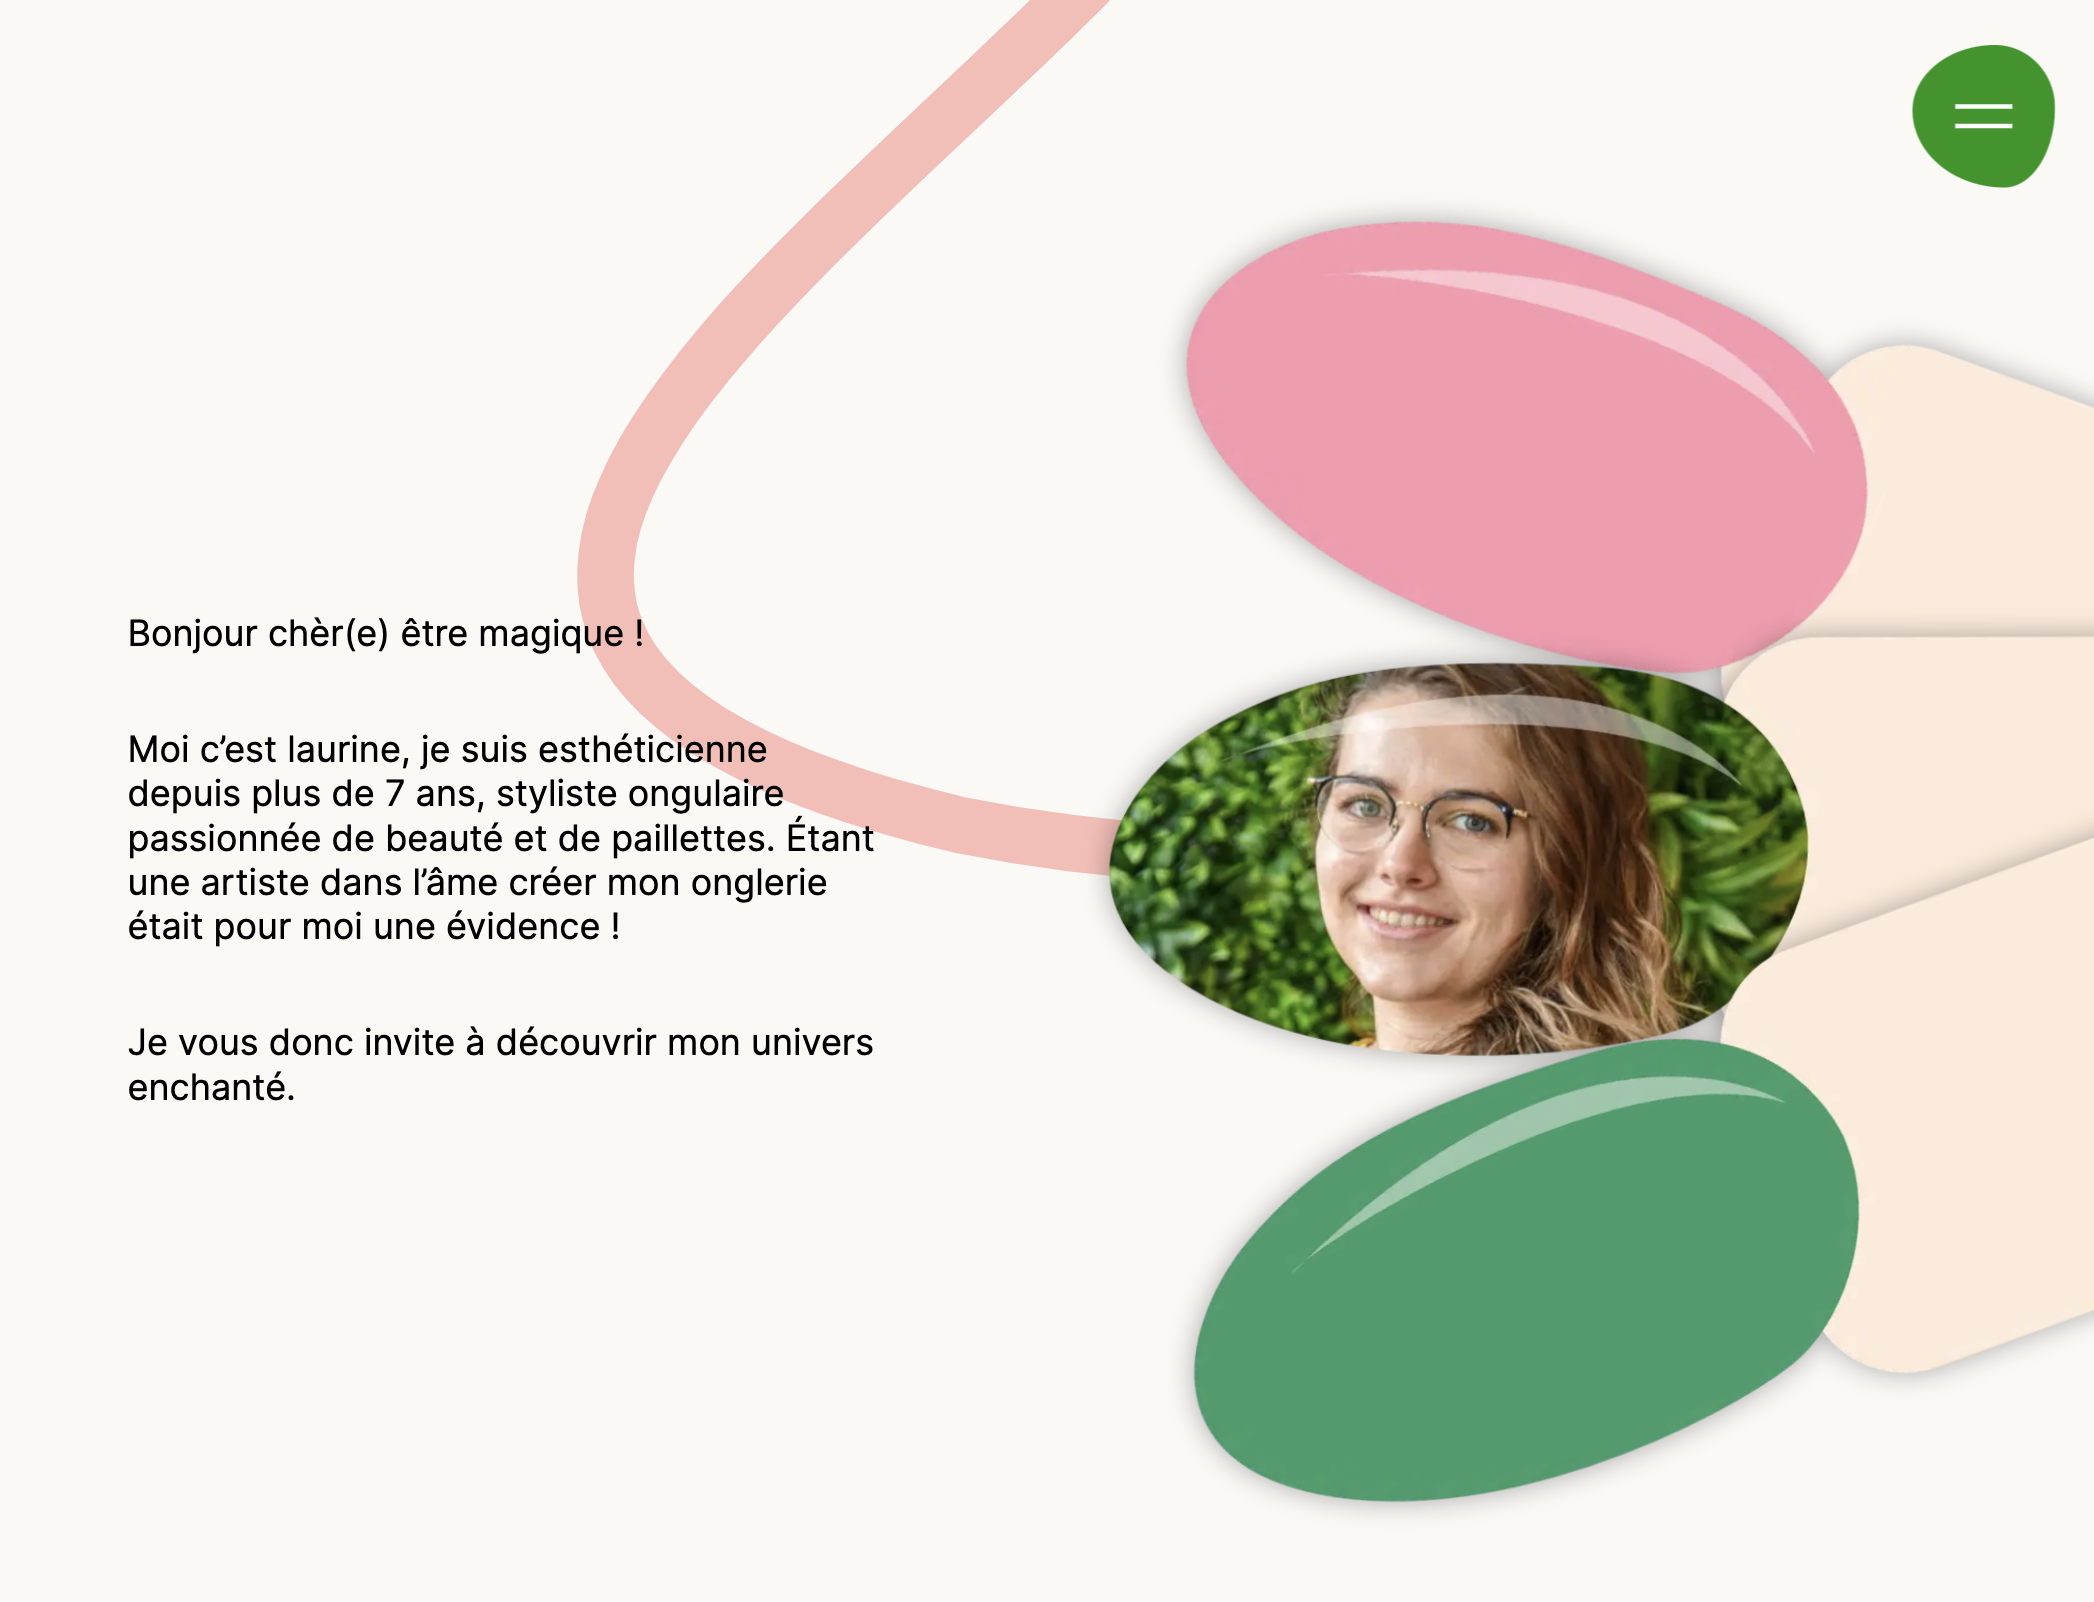 Bonjour chèr(e) être magique !
Moi c’est laurine, je suis esthéticienne
depuis plus de 7 ans, styliste ongulaire
passionnée de beauté et de paillettes. Étant
une artiste dans l’âme créer mon onglerie
était pour moi une évidence !
Je vous donc invite à découvrir mon univers
enchanté.